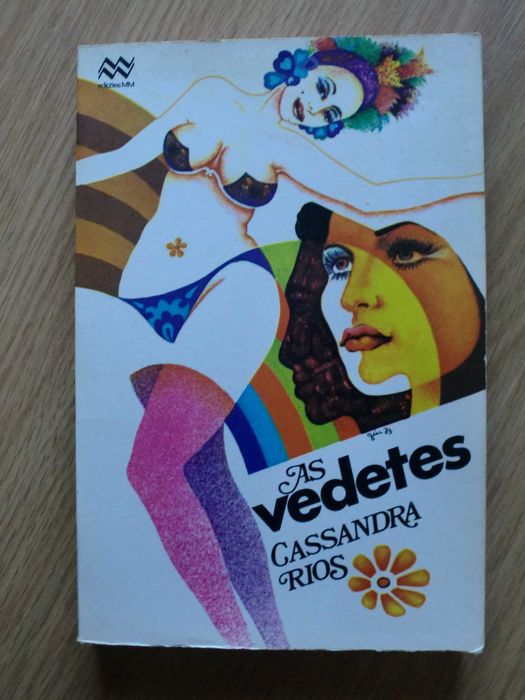 edições MM
AS
vedetes
CASSANDRA
RIOS